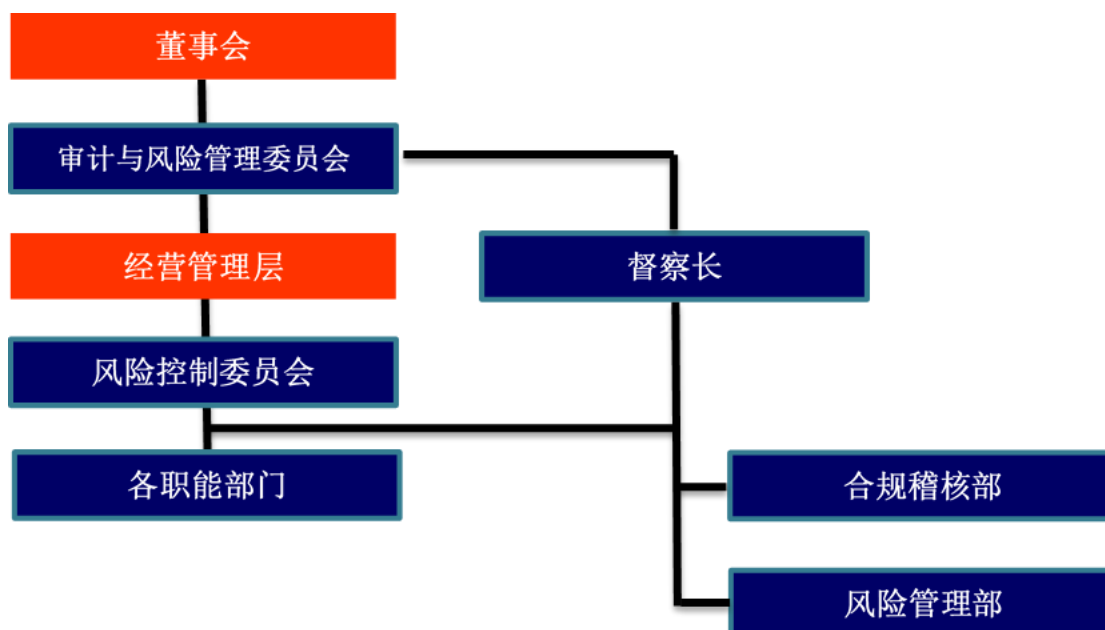 董事会
审计与风险管理委员会
经营管理层
督察长
风险控制委员会
各职能部门
合规稽核部
风险管理部